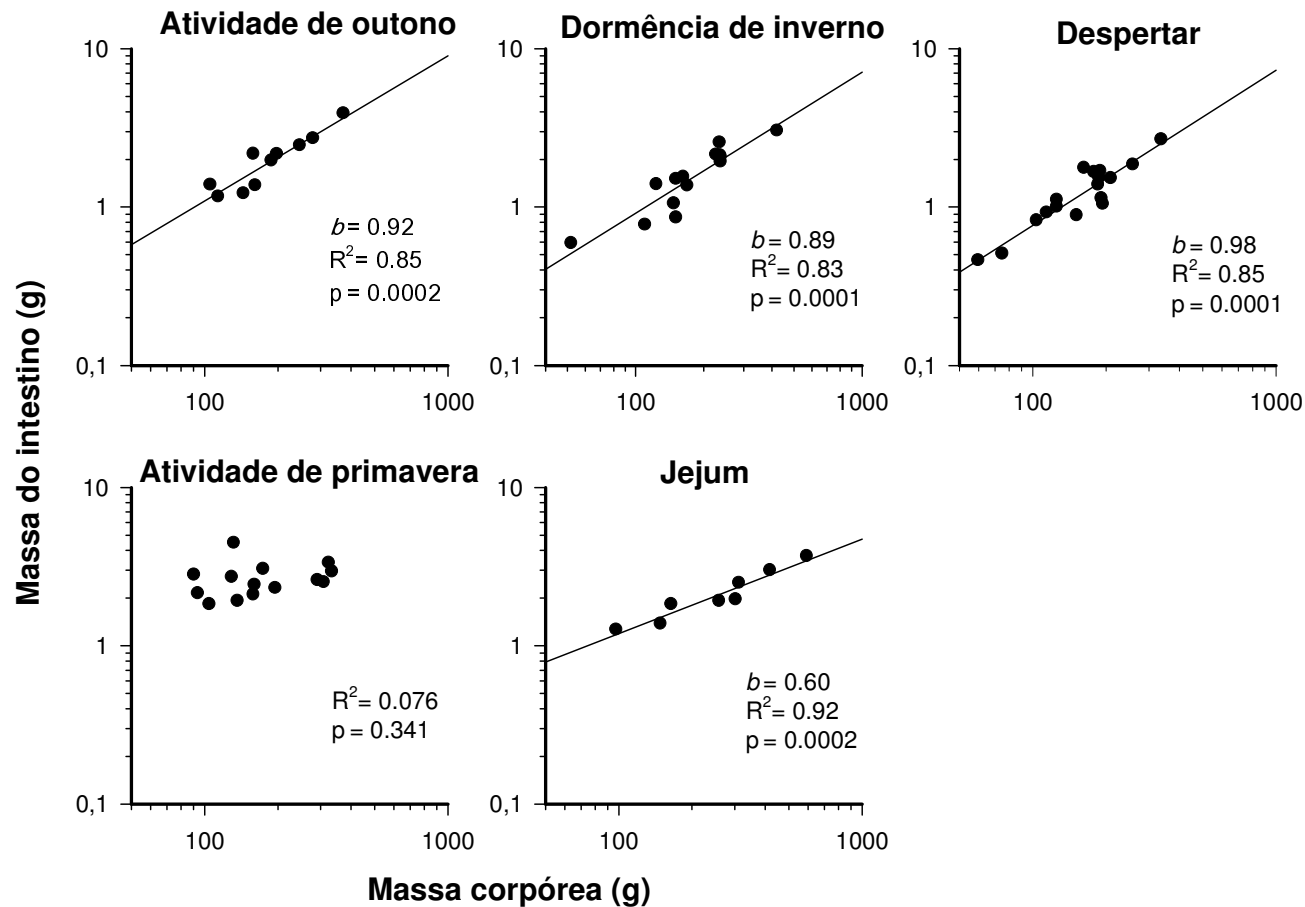 Atividade de outono
10
1
0,1
100
1000
b = 0.92
R²= 0.85
p = 0.0002
Dormência de inverno
10
1
0,1
100
1000
b = 0.89
R²= 0.83
p = 0.0001
Despertar
10
1
0,1
100
1000
b = 0.98
R²= 0.85
p = 0.0001
Massa do intestino (g)
Atividade de primavera
10
1
0,1
100
1000
R²= 0.076
p = 0.341
Jejum
10
1
0,1
100
1000
b = 0.60
R²= 0.92
p = 0.0002
Massa corpórea (g)